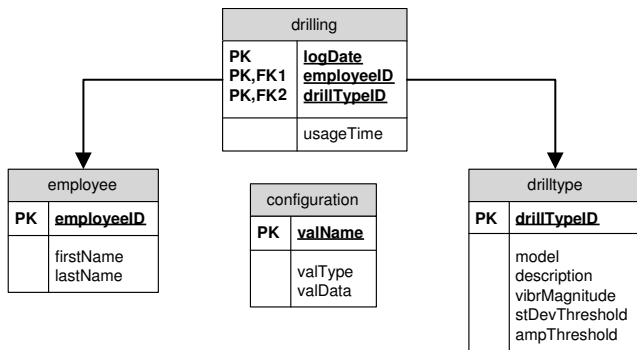 drilling
PK logDate
PK,FK1 employeeID
PK,FK2 drillTypeID
usageTime
employee
PK employeeID
firstName
lastName
configuration
PK valName
valType
valData
drilltype
PK drillTypeID
model
description
vibrMagnitude
stDevThreshold
ampThreshold